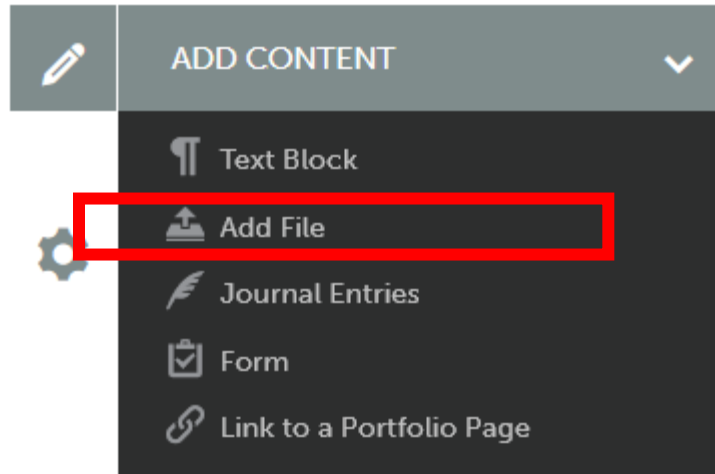 ADD CONTENT
Text Block
Add File
Journal Entries
Form
Link to a Portfolio Page